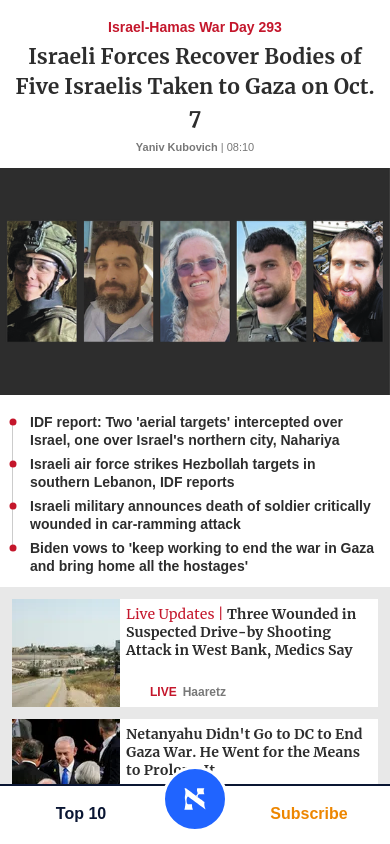 Israel-Hamas War Day 293
Israeli Forces Recover Bodies of
Five Israelis Taken to Gaza on Oct.
7
Yaniv Kubovich | 08:10
IDF report: Two 'aerial targets' intercepted over
Israel, one over Israel's northern city, Nahariya
Israeli air force strikes Hezbollah targets in
southern Lebanon, IDF reports
Israeli military announces death of soldier critically
wounded in car-ramming attack
Biden vows to 'keep working to end the war in Gaza
and bring home all the hostages'
Live Updates | Three Wounded in
Suspected Drive-by Shooting
Attack in West Bank, Medics Say
LIVE Haaretz
Netanyahu Didn't Go to DC to End
Gaza War. He Went for the Means
to Prolong It
Top 10
Subscribe